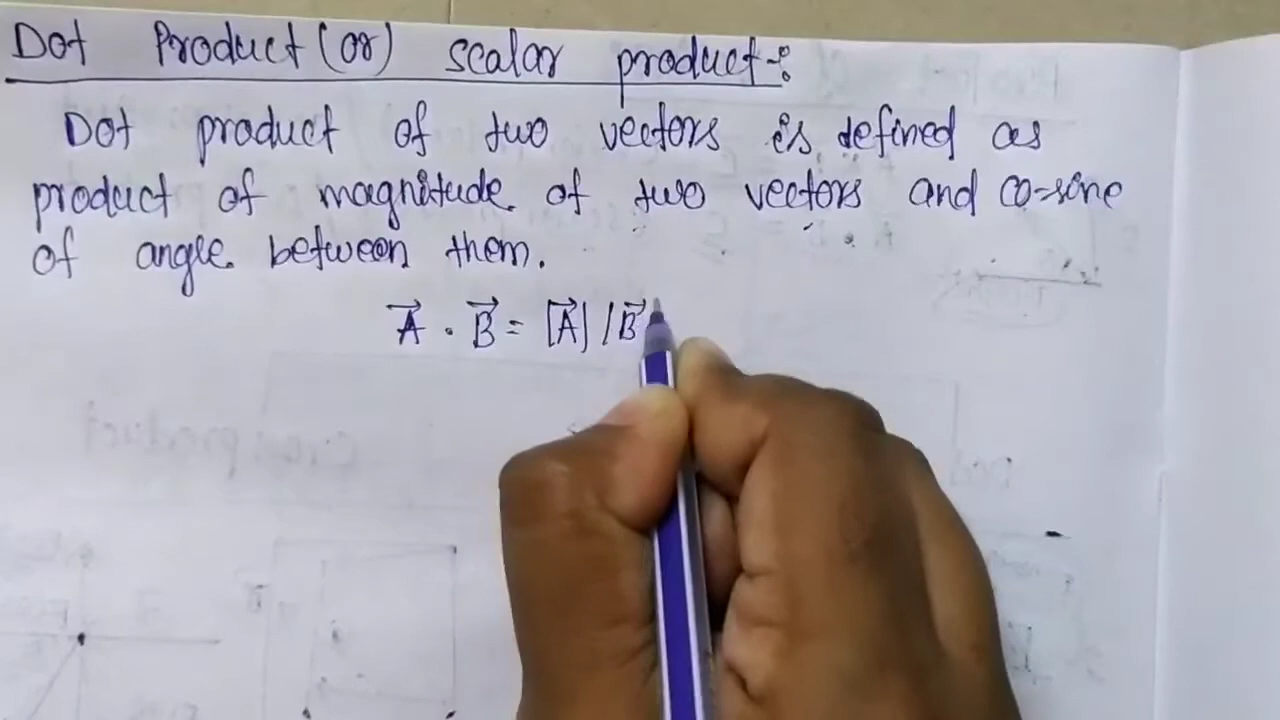 Dot Product (or) scalar product:
Dot product of two vectors is defined as
product of magnitude of two vectors and co-sine
of angle between them.
A⃗ · B⃗ = |A⃗| |B⃗